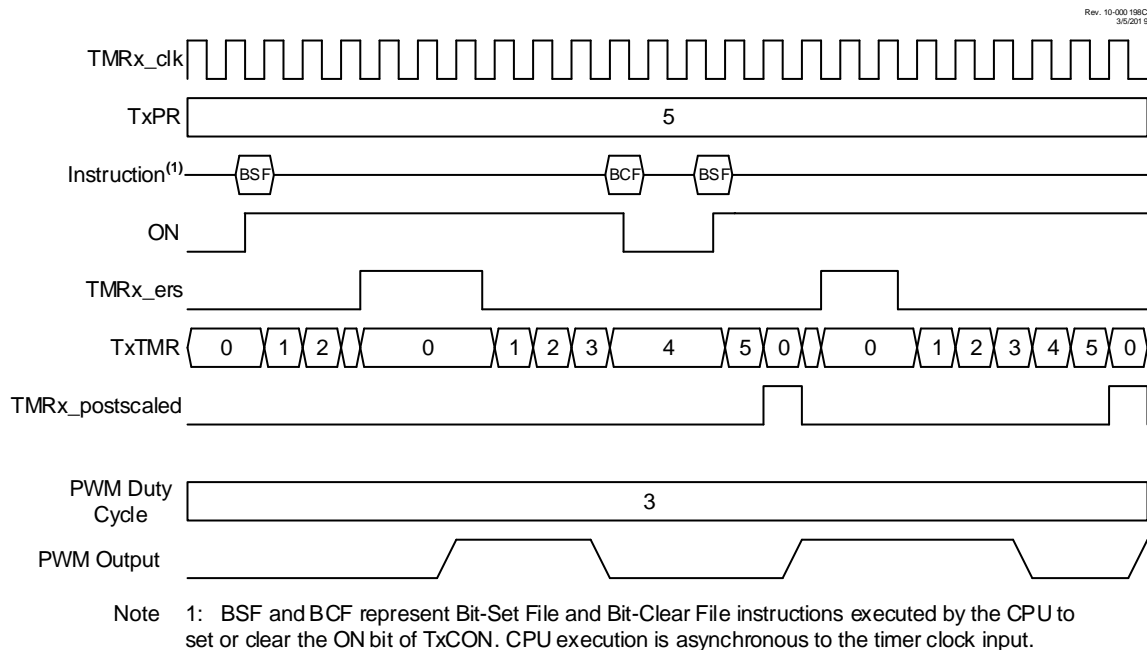 Rev. 10-000 198C
3/5/2019
TMRx_clk
TxPR 5
Instruction(1) BSF BCF BSF
ON
TMRx_ers
TxTMR 0 1 2 0 1 2 3 4 5 0 0 1 2 3 4 5 0
TMRx_postscaled
PWM Duty
Cycle 3
PWM Output
Note 1: BSF and BCF represent Bit-Set File and Bit-Clear File instructions executed by the CPU to
set or clear the ON bit of TxCON. CPU execution is asynchronous to the timer clock input.